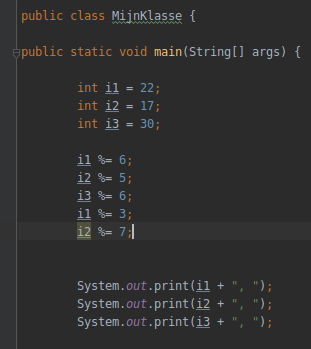 public class MijnKlasse {
public static void main(String[] args) {
int i1 = 22;
int i2 = 17;
int i3 = 30;
i1 %= 6;
i2 %= 5;
i3 %= 6;
i1 %= 3;
i2 %= 7;
System.out.print(i1 + ", ");
System.out.print(i2 + ", ");
System.out.print(i3 + ", ");